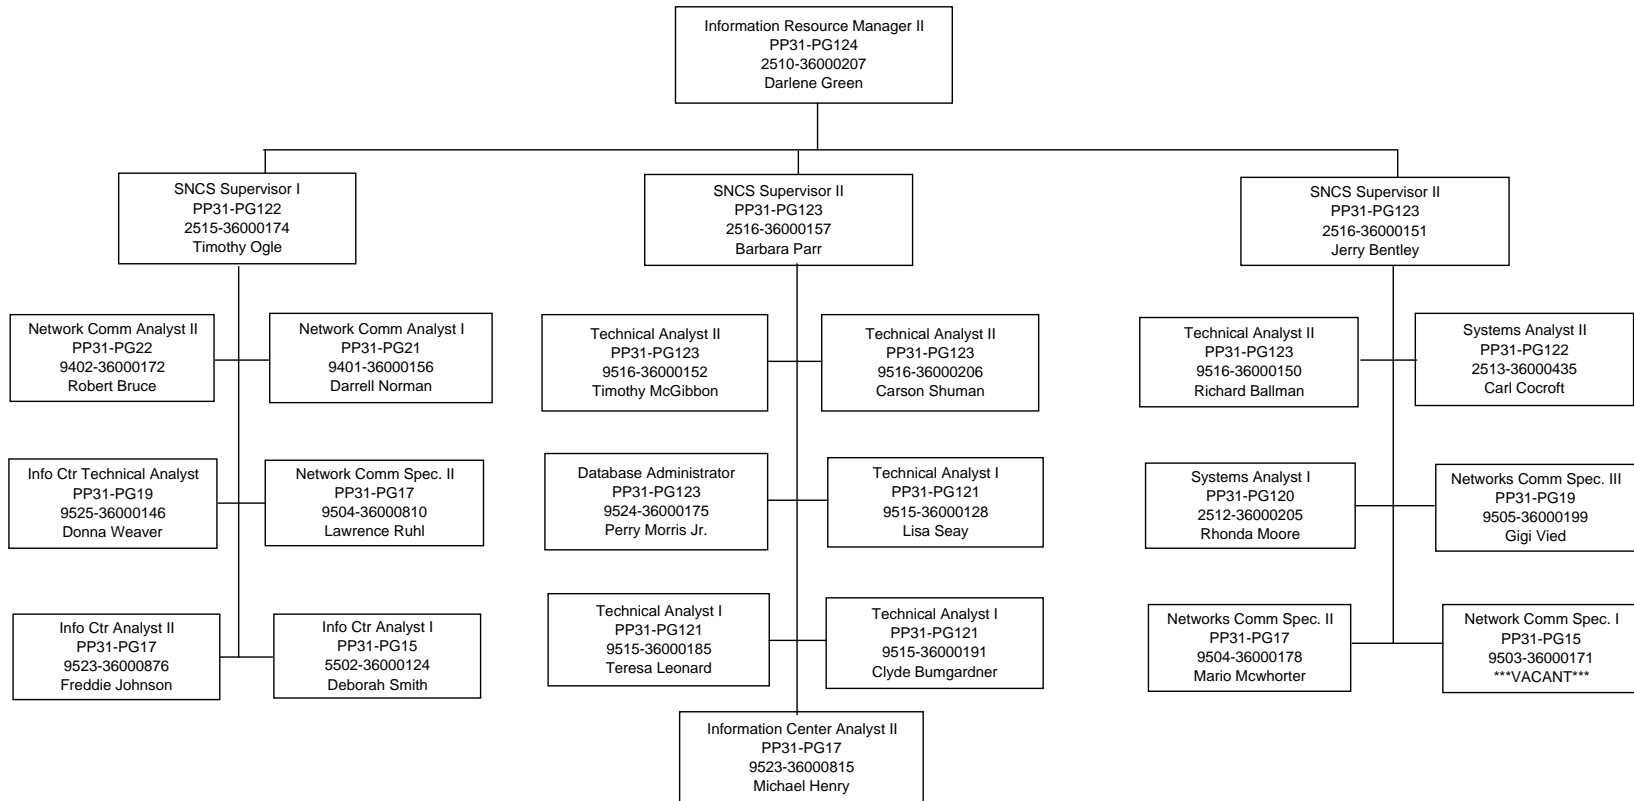 Information Resource Manager II
PP31-PG124
2510-36000207
Darlene Green
SNCS Supervisor I
PP31-PG122
2515-36000174
Timothy Ogle
SNCS Supervisor II
PP31-PG123
2516-36000157
Barbara Parr
SNCS Supervisor II
PP31-PG123
2516-36000151
Jerry Bentley
Network Comm Analyst II
PP31-PG22
9402-36000172
Robert Bruce
Network Comm Analyst I
PP31-PG21
9401-36000156
Darrell Norman
Technical Analyst II
PP31-PG123
9516-36000152
Timothy McGibbon
Technical Analyst II
PP31-PG123
9516-36000206
Carson Shuman
Technical Analyst II
PP31-PG123
9516-36000150
Richard Ballman
Systems Analyst II
PP31-PG122
2513-36000435
Carl Cocroft
Info Ctr Technical Analyst
PP31-PG19
9525-36000146
Donna Weaver
Network Comm Spec. II
PP31-PG17
9504-36000810
Lawrence Ruhl
Database Administrator
PP31-PG123
9524-36000175
Perry Morris Jr.
Technical Analyst I
PP31-PG121
9515-36000128
Lisa Seay
Systems Analyst I
PP31-PG120
2512-36000205
Rhonda Moore
Networks Comm Spec. III
PP31-PG19
9505-36000199
Gigi Vied
Info Ctr Analyst II
PP31-PG17
9523-36000876
Freddie Johnson
Info Ctr Analyst I
PP31-PG15
5502-36000124
Deborah Smith
Technical Analyst I
PP31-PG121
9515-36000185
Teresa Leonard
Technical Analyst I
PP31-PG121
9515-36000191
Clyde Bumgardner
Networks Comm Spec. II
PP31-PG17
9504-36000178
Mario Mcwhorter
Network Comm Spec. I
PP31-PG15
9503-36000171
***VACANT***
Information Center Analyst II
PP31-PG17
9523-36000815
Michael Henry